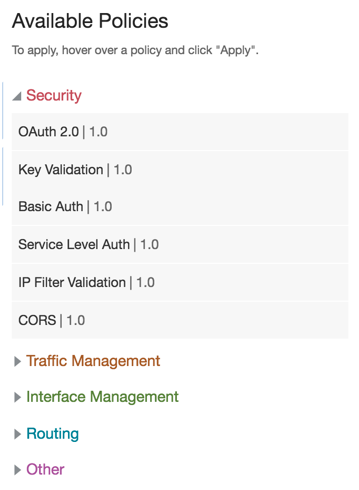 Available Policies
To apply, hover over a policy and click "Apply".
Security
OAuth 2.0 | 1.0
Key Validation | 1.0
Basic Auth | 1.0
Service Level Auth | 1.0
IP Filter Validation | 1.0
CORS | 1.0
Traffic Management
Interface Management
Routing
Other